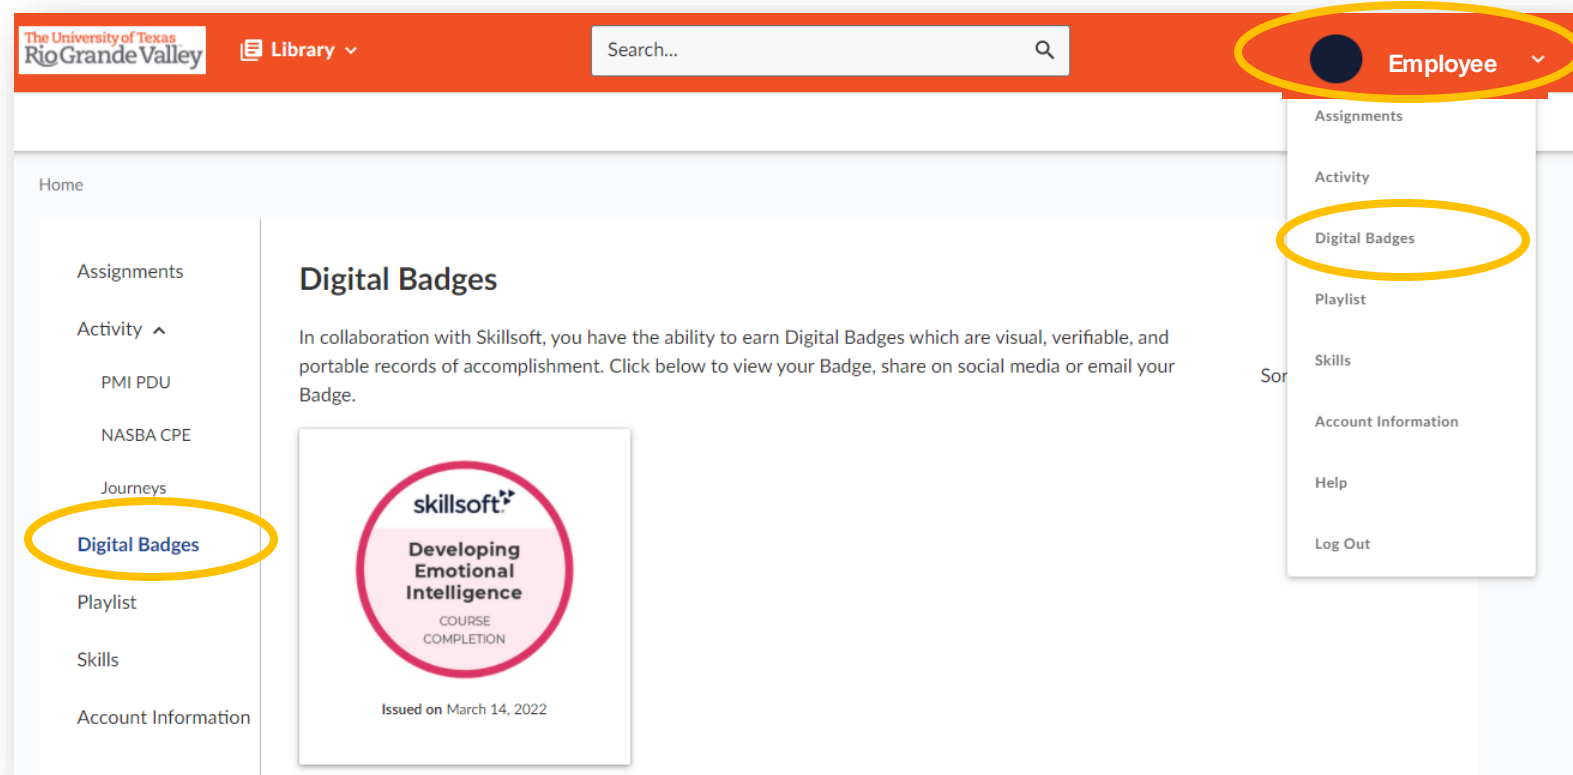 The University of Texas
RioGrande Valley
Library
Search...
Employee
Assignments
Activity
Digital Badges
Playlist
Skills
Account Information
Help
Log Out
Home
Assignments
Activity
PMI PDU
NASBA CPE
Journeys
Digital Badges
Playlist
Skills
Account Information
Digital Badges
In collaboration with Skillsoft, you have the ability to earn Digital Badges which are visual, verifiable, and
portable records of accomplishment. Click below to view your Badge, share on social media or email your
Badge.
Sor
skillsoft
Developing
Emotional
Intelligence
COURSE
COMPLETION
Issued on March 14, 2022